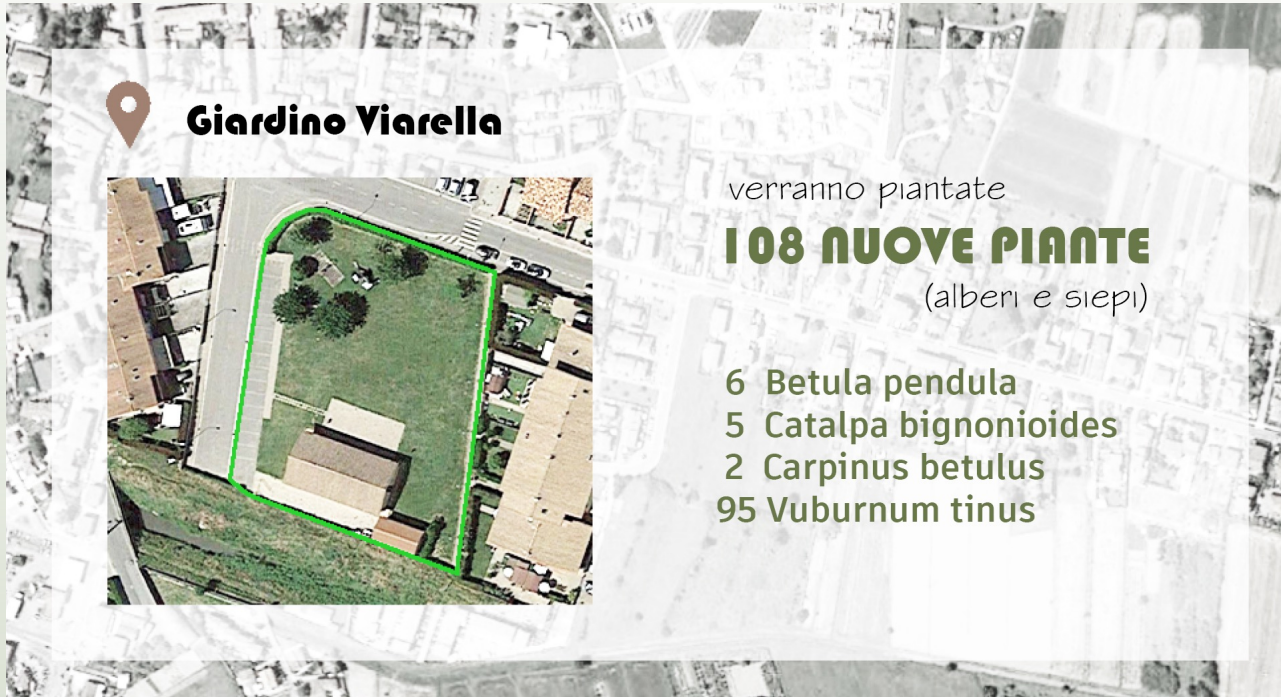 Giardino Viarella
verranno piantate
108 NUOVE PIANTE
(alberi e siepi)
6 Betula pendula
5 Catalpa bignonioides
2 Carpinus betulus
95 Vuburnum tinus